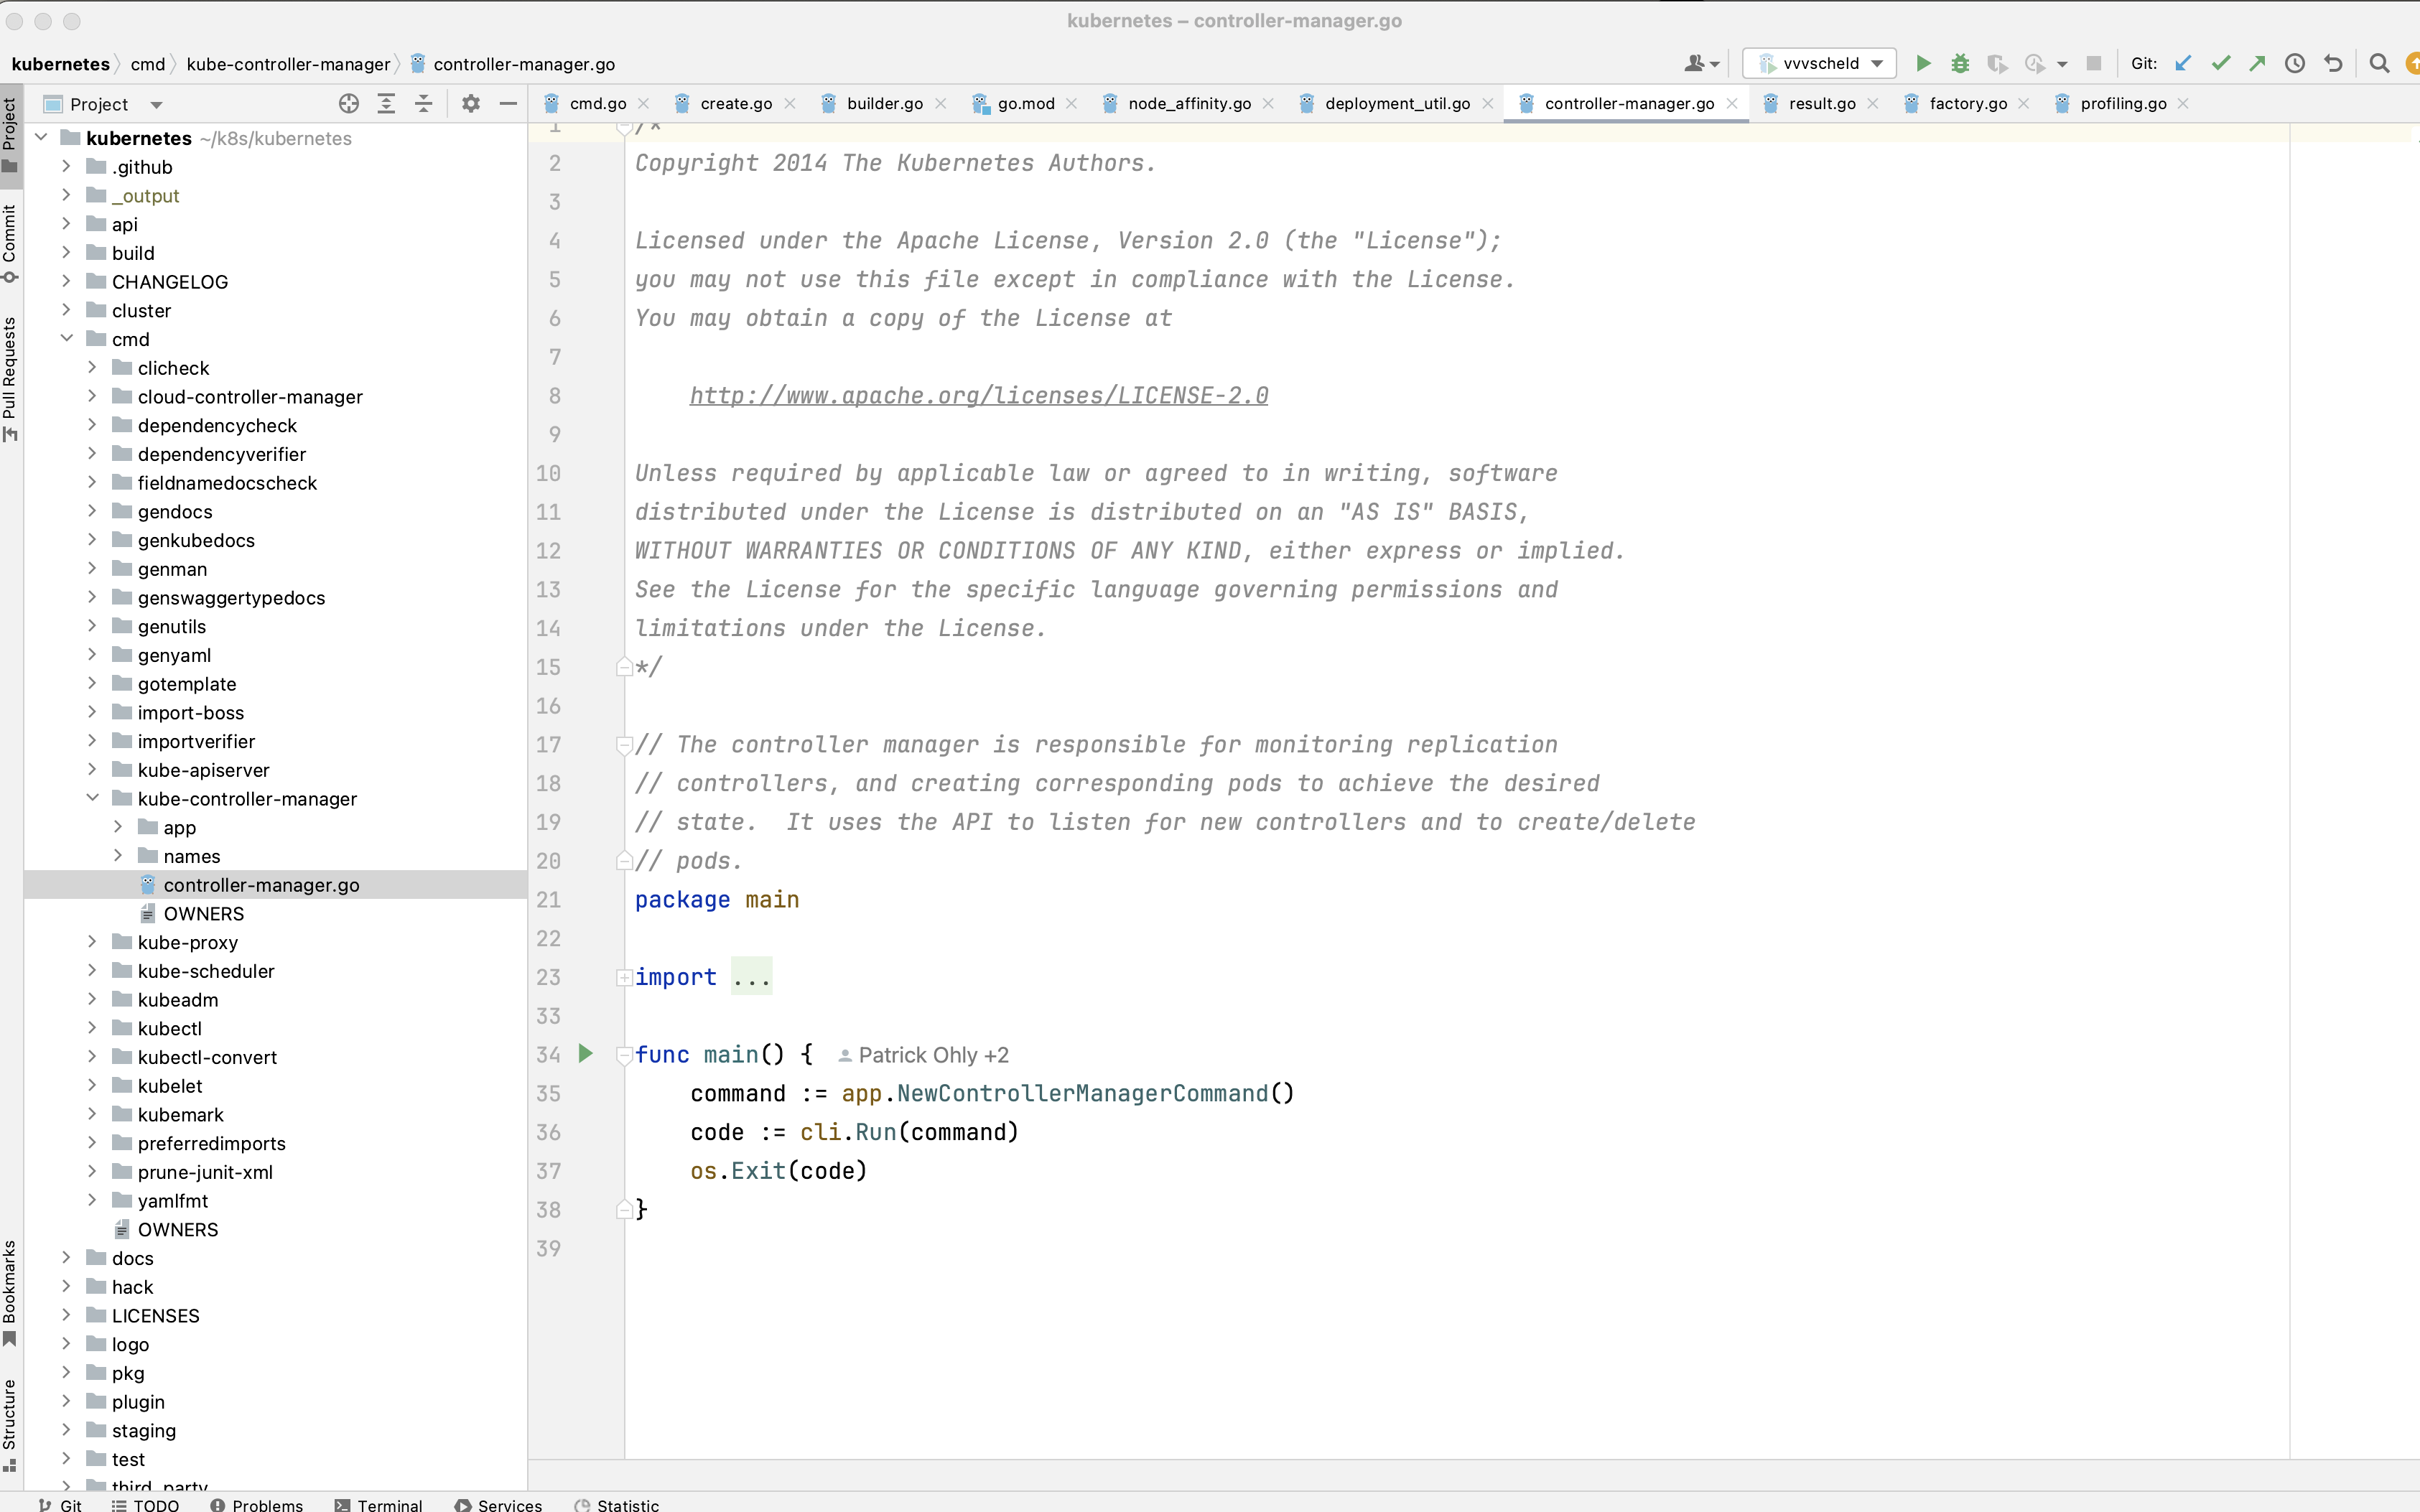 kubernetes – controller-manager.go
kubernetes cmd kube-controller-manager controller-manager.go
vvvscheld Git:
Project
cmd.go create.go builder.go go.mod node_affinity.go deployment_util.go controller-manager.go result.go factory.go profiling.go
Project
Commit
Pull Requests
Bookmarks
Structure
kubernetes ~/k8s/kubernetes
.github
_output
api
build
CHANGELOG
cluster
cmd
clicheck
cloud-controller-manager
dependencycheck
dependencyverifier
fieldnamedocscheck
gendocs
genkubedocs
genman
genswaggertypedocs
genutils
genyaml
gotemplate
import-boss
importverifier
kube-apiserver
kube-controller-manager
app
names
controller-manager.go
OWNERS
kube-proxy
kube-scheduler
kubeadm
kubectl
kubectl-convert
kubelet
kubemark
preferredimports
prune-junit-xml
yamlfmt
OWNERS
docs
hack
LICENSES
logo
pkg
plugin
staging
test
third_party
1 /*
2 Copyright 2014 The Kubernetes Authors.
3
4 Licensed under the Apache License, Version 2.0 (the "License");
5 you may not use this file except in compliance with the License.
6 You may obtain a copy of the License at
7
8 http://www.apache.org/licenses/LICENSE-2.0
9
10 Unless required by applicable law or agreed to in writing, software
11 distributed under the License is distributed on an "AS IS" BASIS,
12 WITHOUT WARRANTIES OR CONDITIONS OF ANY KIND, either express or implied.
13 See the License for the specific language governing permissions and
14 limitations under the License.
15 */
16
17 // The controller manager is responsible for monitoring replication
18 // controllers, and creating corresponding pods to achieve the desired
19 // state.  It uses the API to listen for new controllers and to create/delete
20 // pods.
21 package main
22
23 import ...
33
34 func main() { Patrick Ohly +2
35 command := app.NewControllerManagerCommand()
36 code := cli.Run(command)
37 os.Exit(code)
38 }
39
Git TODO Problems Terminal Services Statistic